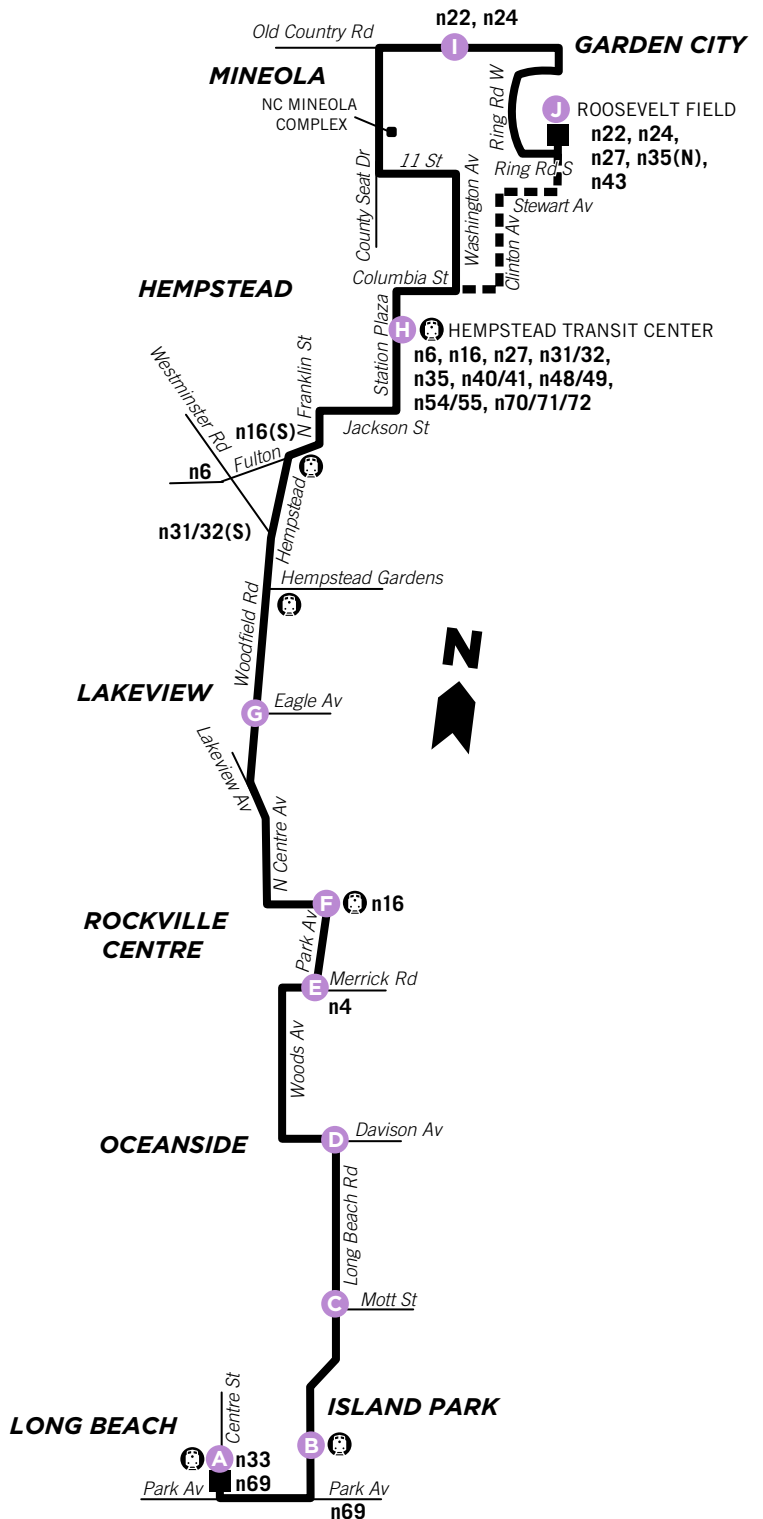 n22, n24
Old Country Rd
I
GARDEN CITY
MINEOLA
NC MINEOLA
COMPLEX
Ring Rd W
J ROOSEVELT FIELD
n22, n24,
n27, n35(N),
n43
11 St
Ring Rd S
County Seat Dr
Washington Av
Stewart Av
Clinton Av
Columbia St
HEMPSTEAD
Station Plaza
H HEMPSTEAD TRANSIT CENTER
n6, n16, n27, n31/32,
n35, n40/41, n48/49,
n54/55, n70/71/72
N Franklin St
Westminster Rd
Jackson St
n16(S)
Fulton
n6
Hempstead
n31/32(S)
Hempstead Gardens
Woodfield Rd
N
LAKEVIEW
G Eagle Av
Lakeview Av
N Centre Av
F n16
ROCKVILLE
CENTRE
Park Av
E Merrick Rd
n4
Woods Av
OCEANSIDE
D Davison Av
Long Beach Rd
C Mott St
Centre St
ISLAND PARK
LONG BEACH
B
A n33
n69
Park Av
Park Av
n69